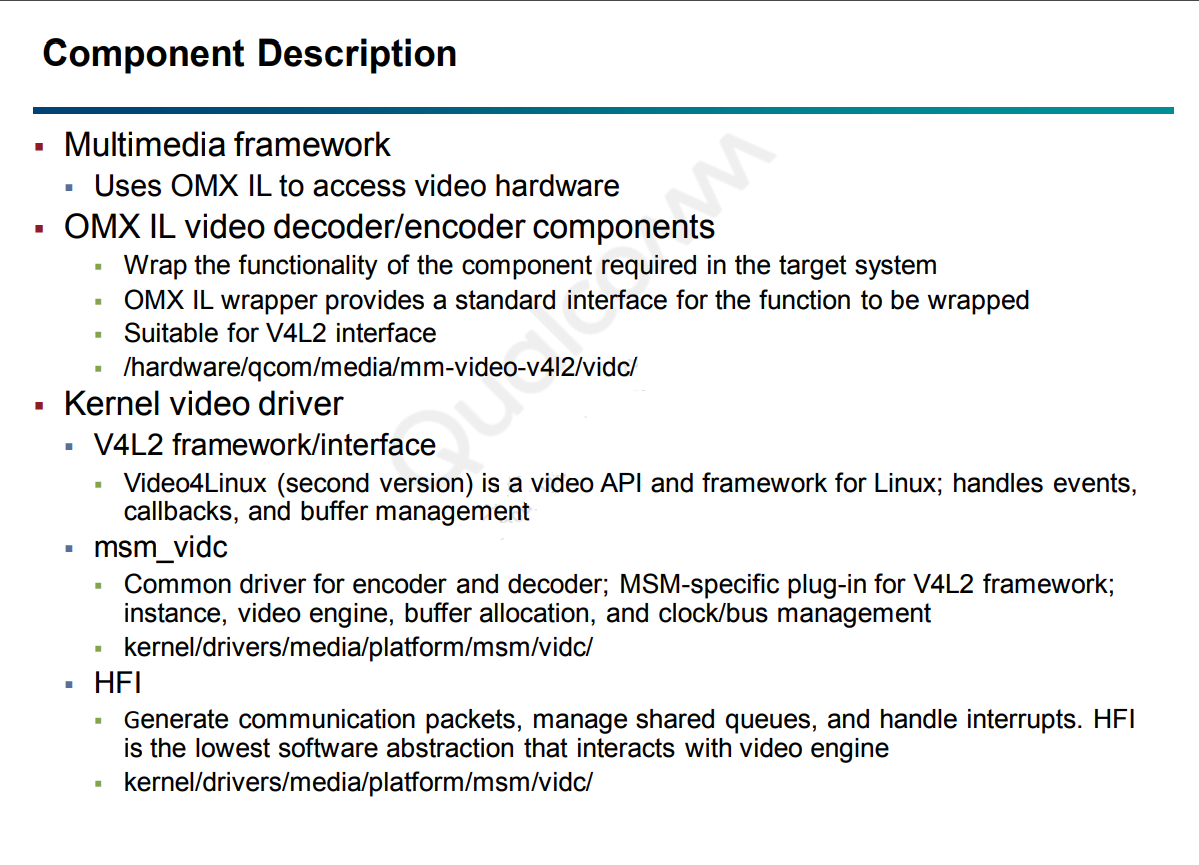 Component Description
Multimedia framework
Uses OMX IL to access video hardware
OMX IL video decoder/encoder components
Wrap the functionality of the component required in the target system
OMX IL wrapper provides a standard interface for the function to be wrapped
Suitable for V4L2 interface
/hardware/qcom/media/mm-video-v4l2/vidc/
Kernel video driver
V4L2 framework/interface
Video4Linux (second version) is a video API and framework for Linux; handles events,
callbacks, and buffer management
msm_vidc
Common driver for encoder and decoder; MSM-specific plug-in for V4L2 framework;
instance, video engine, buffer allocation, and clock/bus management
kernel/drivers/media/platform/msm/vidc/
HFI
Generate communication packets, manage shared queues, and handle interrupts. HFI
is the lowest software abstraction that interacts with video engine
kernel/drivers/media/platform/msm/vidc/
Qualcomm